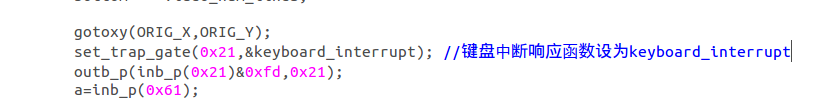 gotoxy(ORIG_X,ORIG_Y);
set_trap_gate(0x21,&keyboard_interrupt); //键盘中断响应函数设为keyboard_interrupt
outb_p(inb_p(0x21)&0xfd,0x21);
a=inb_p(0x61);